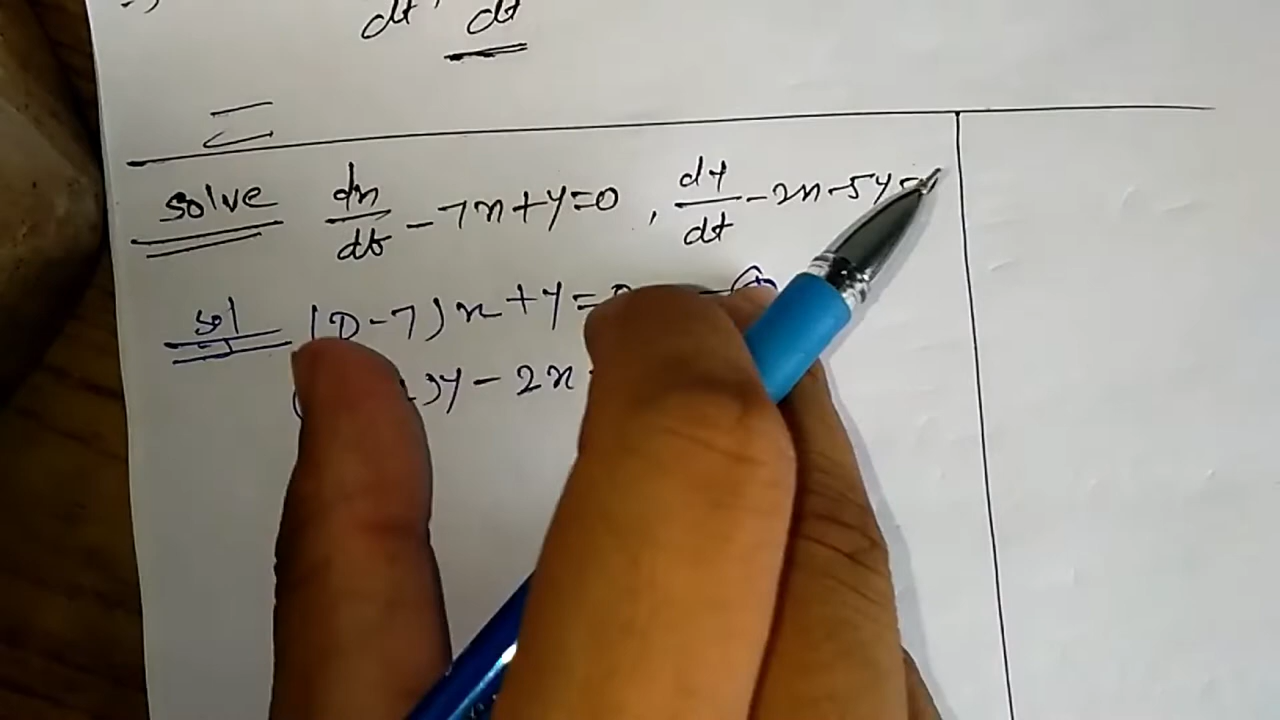 dt, dt
solve dx/dt - 7x + y = 0, dy/dt - 2x - 5y =
sol (D - 7)x + y =
)y - 2x